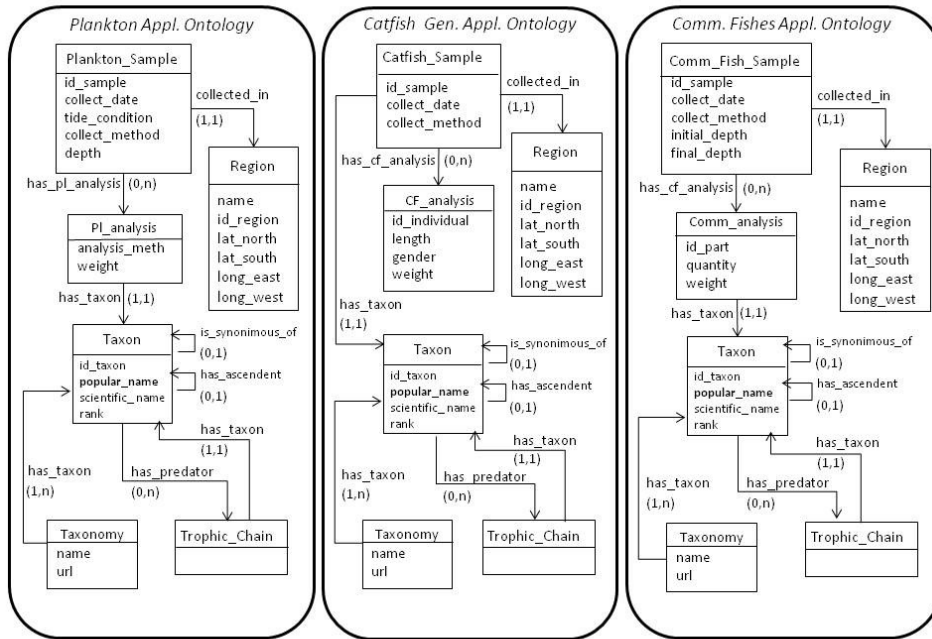 Plankton Appl. Ontology
Plankton_Sample
id_sample
collect_date
tide_condition
collect_method
depth
collected_in
(1,1)
Region
name
id_region
lat_north
lat_south
long_east
long_west
has_pl_analysis
(0,n)
Pl_analysis
analysis_meth
weight
has_taxon
(1,1)
Taxon
id_taxon
popular_name
scientific_name
rank
is_synonimous_of
(0,1)
has_ascendent
(0,1)
has_taxon
(1,1)
has_taxon
(1,n)
has_predator
(0,n)
Taxonomy
name
url
Trophic_Chain
Catfish Gen. Appl. Ontology
Catfish_Sample
id_sample
collect_date
collect_method
collected_in
(1,1)
Region
name
id_region
lat_north
lat_south
long_east
long_west
has_cf_analysis
(0,n)
CF_analysis
id_individual
length
gender
weight
has_taxon
(1,1)
Taxon
id_taxon
popular_name
scientific_name
rank
is_synonimous_of
(0,1)
has_ascendent
(0,1)
has_taxon
(1,1)
has_taxon
(1,n)
has_predator
(0,n)
Taxonomy
name
url
Trophic_Chain
Comm. Fishes Appl. Ontology
Comm_Fish_Sample
id_sample
collect_date
collect_method
initial_depth
final_depth
collected_in
(1,1)
Region
name
id_region
lat_north
lat_south
long_east
long_west
has_cf_analysis
(0,n)
Comm_analysis
id_part
quantity
weight
has_taxon
(1,1)
Taxon
id_taxon
popular_name
scientific_name
rank
is_synonimous_of
(0,1)
has_ascendent
(0,1)
has_taxon
(1,1)
has_taxon
(1,n)
has_predator
(0,n)
Taxonomy
name
url
Trophic_Chain